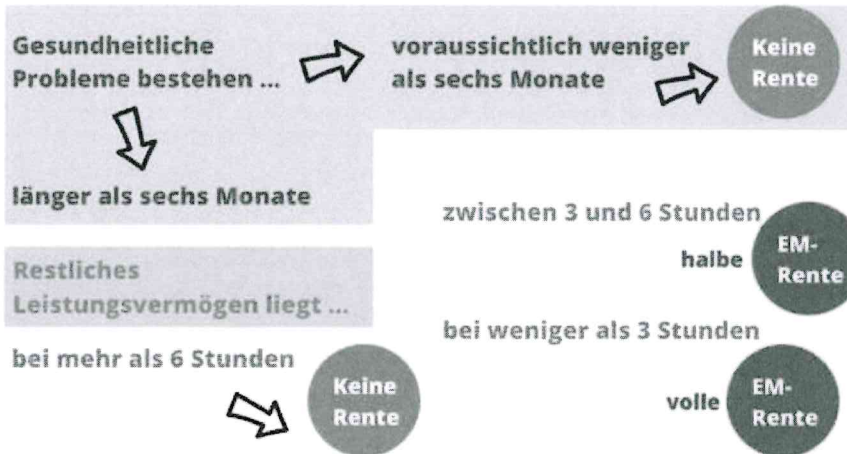 Gesundheitliche
Probleme bestehen ...
voraussichtlich weniger
als sechs Monate
Keine
Rente
länger als sechs Monate
Restliches
Leistungsvermögen liegt ...
bei mehr als 6 Stunden
Keine
Rente
zwischen 3 und 6 Stunden
halbe
EM-
Rente
bei weniger als 3 Stunden
volle
EM-
Rente